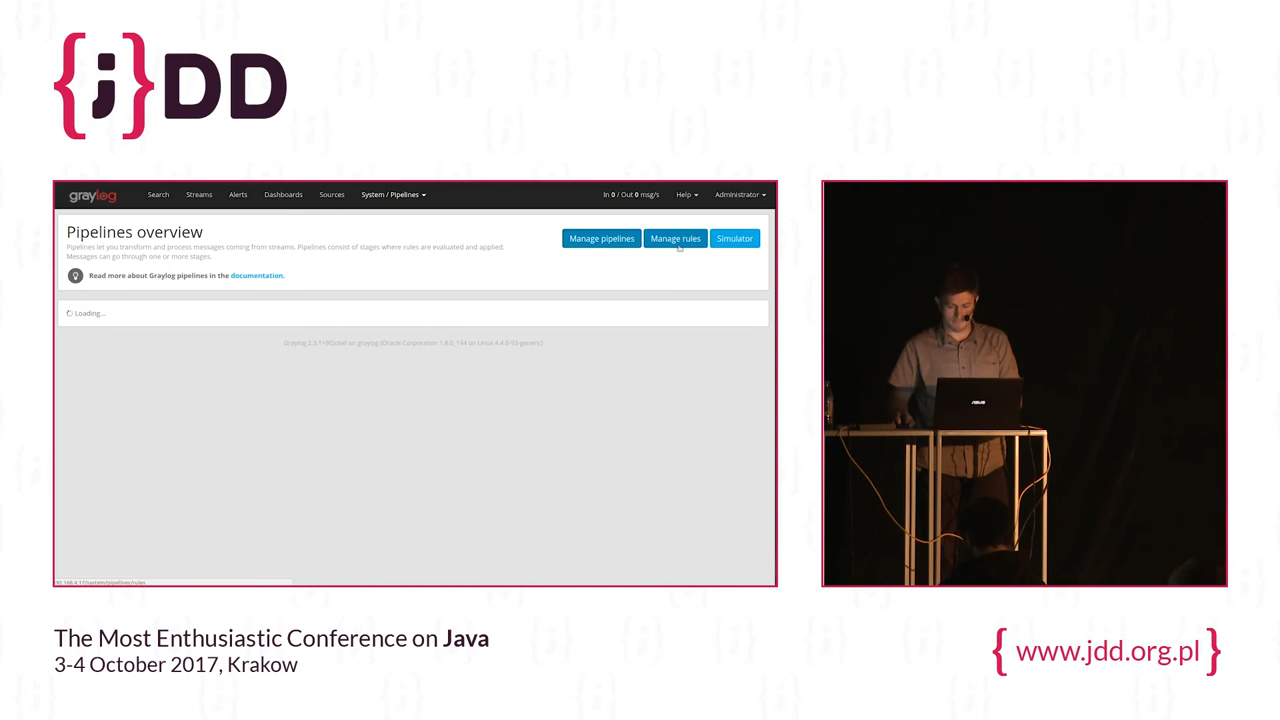 {;}DD
graylog
Search Streams Alerts Dashboards Sources System / Pipelines In 0 / Out 0 msg/s Help Administrator
Pipelines overview
Manage pipelines Manage rules Simulator
Pipelines let you transform and process messages coming from streams. Pipelines consist of stages where rules are evaluated and applied.
Messages can go through one or more stages.
Read more about Graylog pipelines in the documentation.
Loading...
ASUS
The Most Enthusiastic Conference on Java
3-4 October 2017, Krakow
{ www.jdd.org.pl }